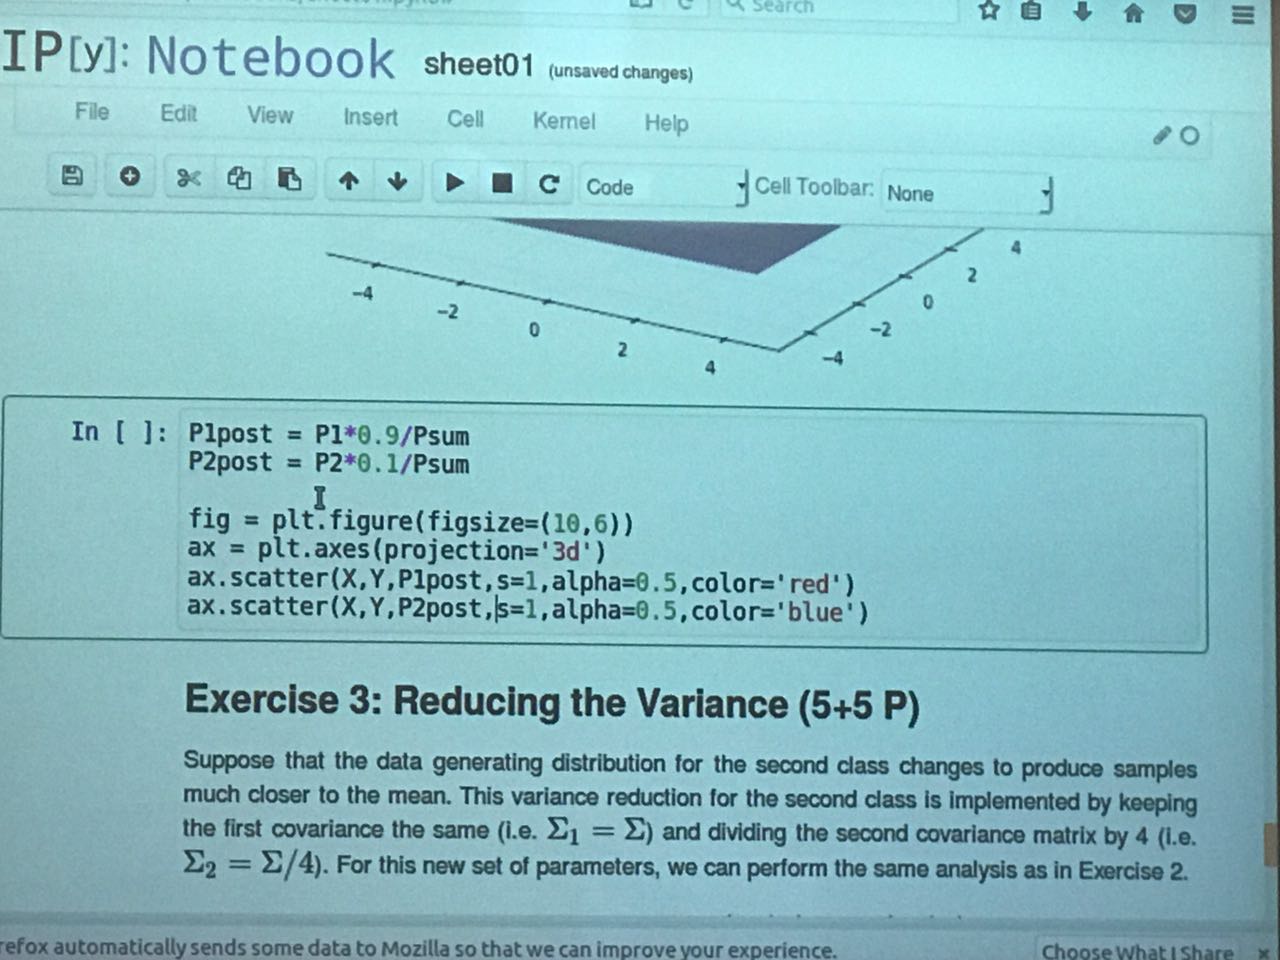 Search
IP[y]: Notebook sheet01 (unsaved changes)
File Edit View Insert Cell Kernel Help
Code Cell Toolbar: None
-4 -2 0 2 4
-4 -2 0 2 4
In [ ]: P1post = P1*0.9/Psum
P2post = P2*0.1/Psum
fig = plt.figure(figsize=(10,6))
ax = plt.axes(projection='3d')
ax.scatter(X,Y,P1post,s=1,alpha=0.5,color='red')
ax.scatter(X,Y,P2post,s=1,alpha=0.5,color='blue')
Exercise 3: Reducing the Variance (5+5 P)
Suppose that the data generating distribution for the second class changes to produce samples
much closer to the mean. This variance reduction for the second class is implemented by keeping
the first covariance the same (i.e. Σ₁ = Σ) and dividing the second covariance matrix by 4 (i.e.
Σ₂ = Σ/4). For this new set of parameters, we can perform the same analysis as in Exercise 2.
refox automatically sends some data to Mozilla so that we can improve your experience. Choose What I Share ×